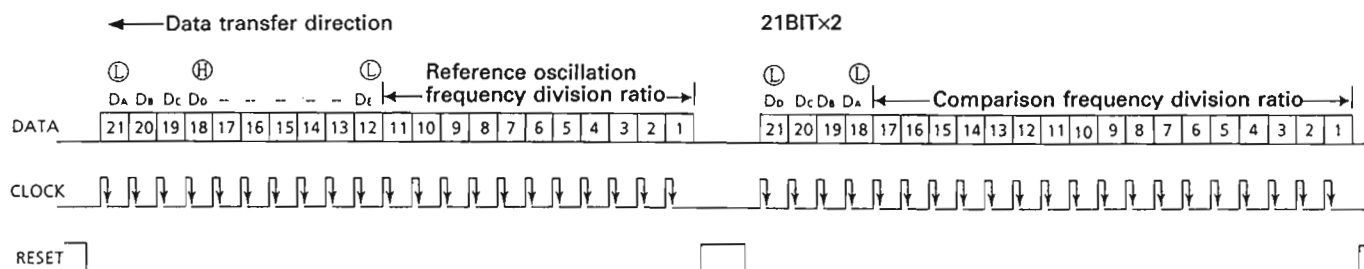 Data transfer direction
21BIT×2
Ⓛ Ⓗ Ⓛ Reference oscillation Ⓛ Ⓛ
DA DB DC DD -- -- -- -- -- DE frequency division ratio DD DC DB DA Comparison frequency division ratio
DATA 21 20 19 18 17 16 15 14 13 12 11 10 9 8 7 6 5 4 3 2 1 21 20 19 18 17 16 15 14 13 12 11 10 9 8 7 6 5 4 3 2 1
CLOCK
RESET